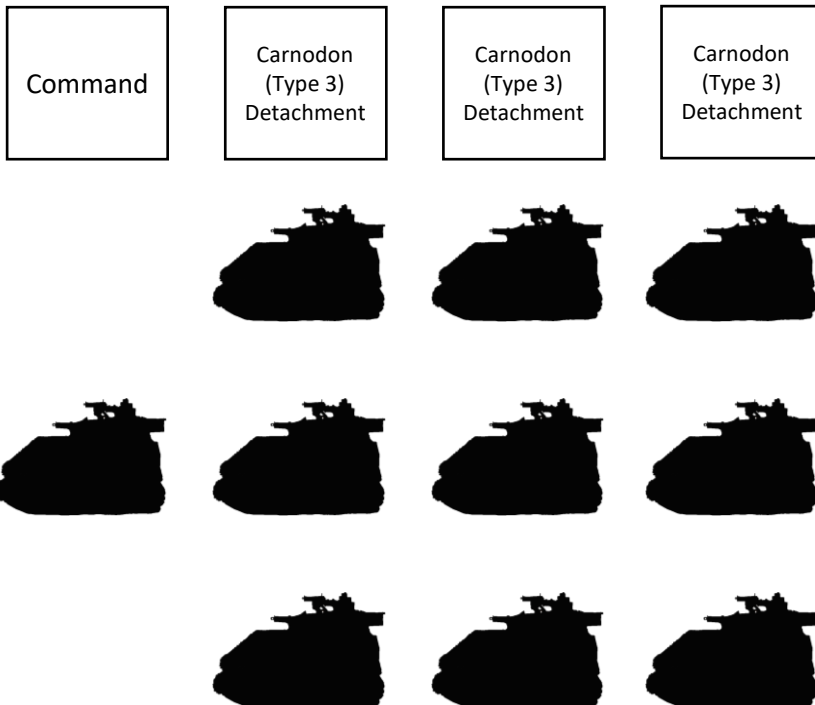 Command
Carnodon
(Type 3)
Detachment
Carnodon
(Type 3)
Detachment
Carnodon
(Type 3)
Detachment